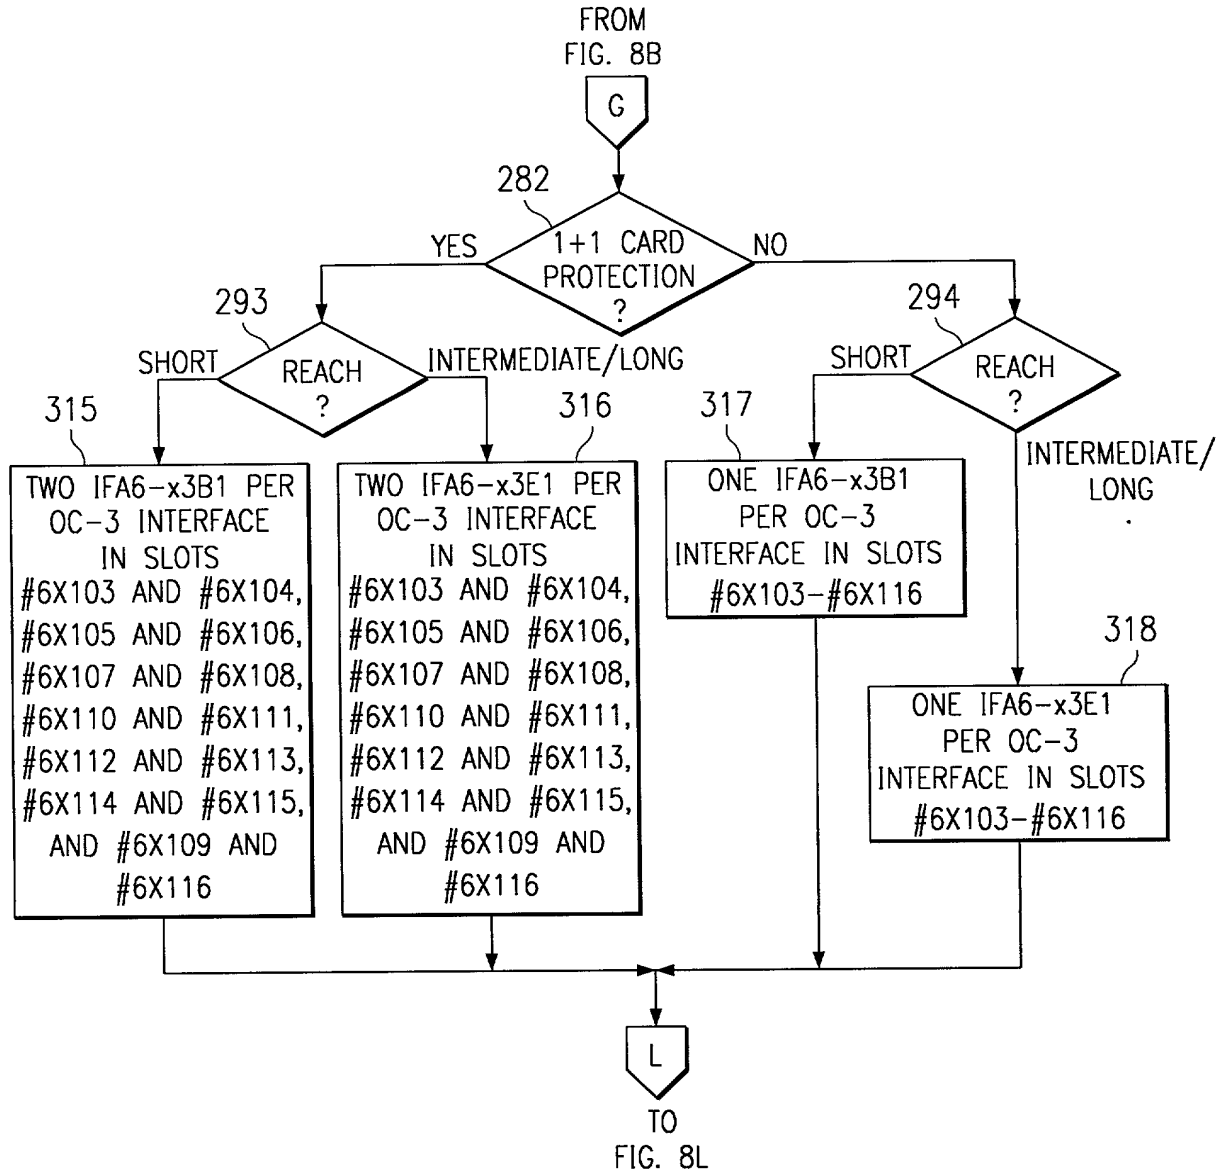 FROM
FIG. 8B
G
282
1+1 CARD
PROTECTION
?
YES
NO
293
REACH
?
SHORT
INTERMEDIATE/LONG
294
REACH
?
SHORT
INTERMEDIATE/
LONG
315
TWO IFA6-x3B1 PER
OC-3 INTERFACE
IN SLOTS
#6X103 AND #6X104,
#6X105 AND #6X106,
#6X107 AND #6X108,
#6X110 AND #6X111,
#6X112 AND #6X113,
#6X114 AND #6X115,
AND #6X109 AND
#6X116
316
TWO IFA6-x3E1 PER
OC-3 INTERFACE
IN SLOTS
#6X103 AND #6X104,
#6X105 AND #6X106,
#6X107 AND #6X108,
#6X110 AND #6X111,
#6X112 AND #6X113,
#6X114 AND #6X115,
AND #6X109 AND
#6X116
317
ONE IFA6-x3B1
PER OC-3
INTERFACE IN SLOTS
#6X103-#6X116
318
ONE IFA6-x3E1
PER OC-3
INTERFACE IN SLOTS
#6X103-#6X116
L
TO
FIG. 8L